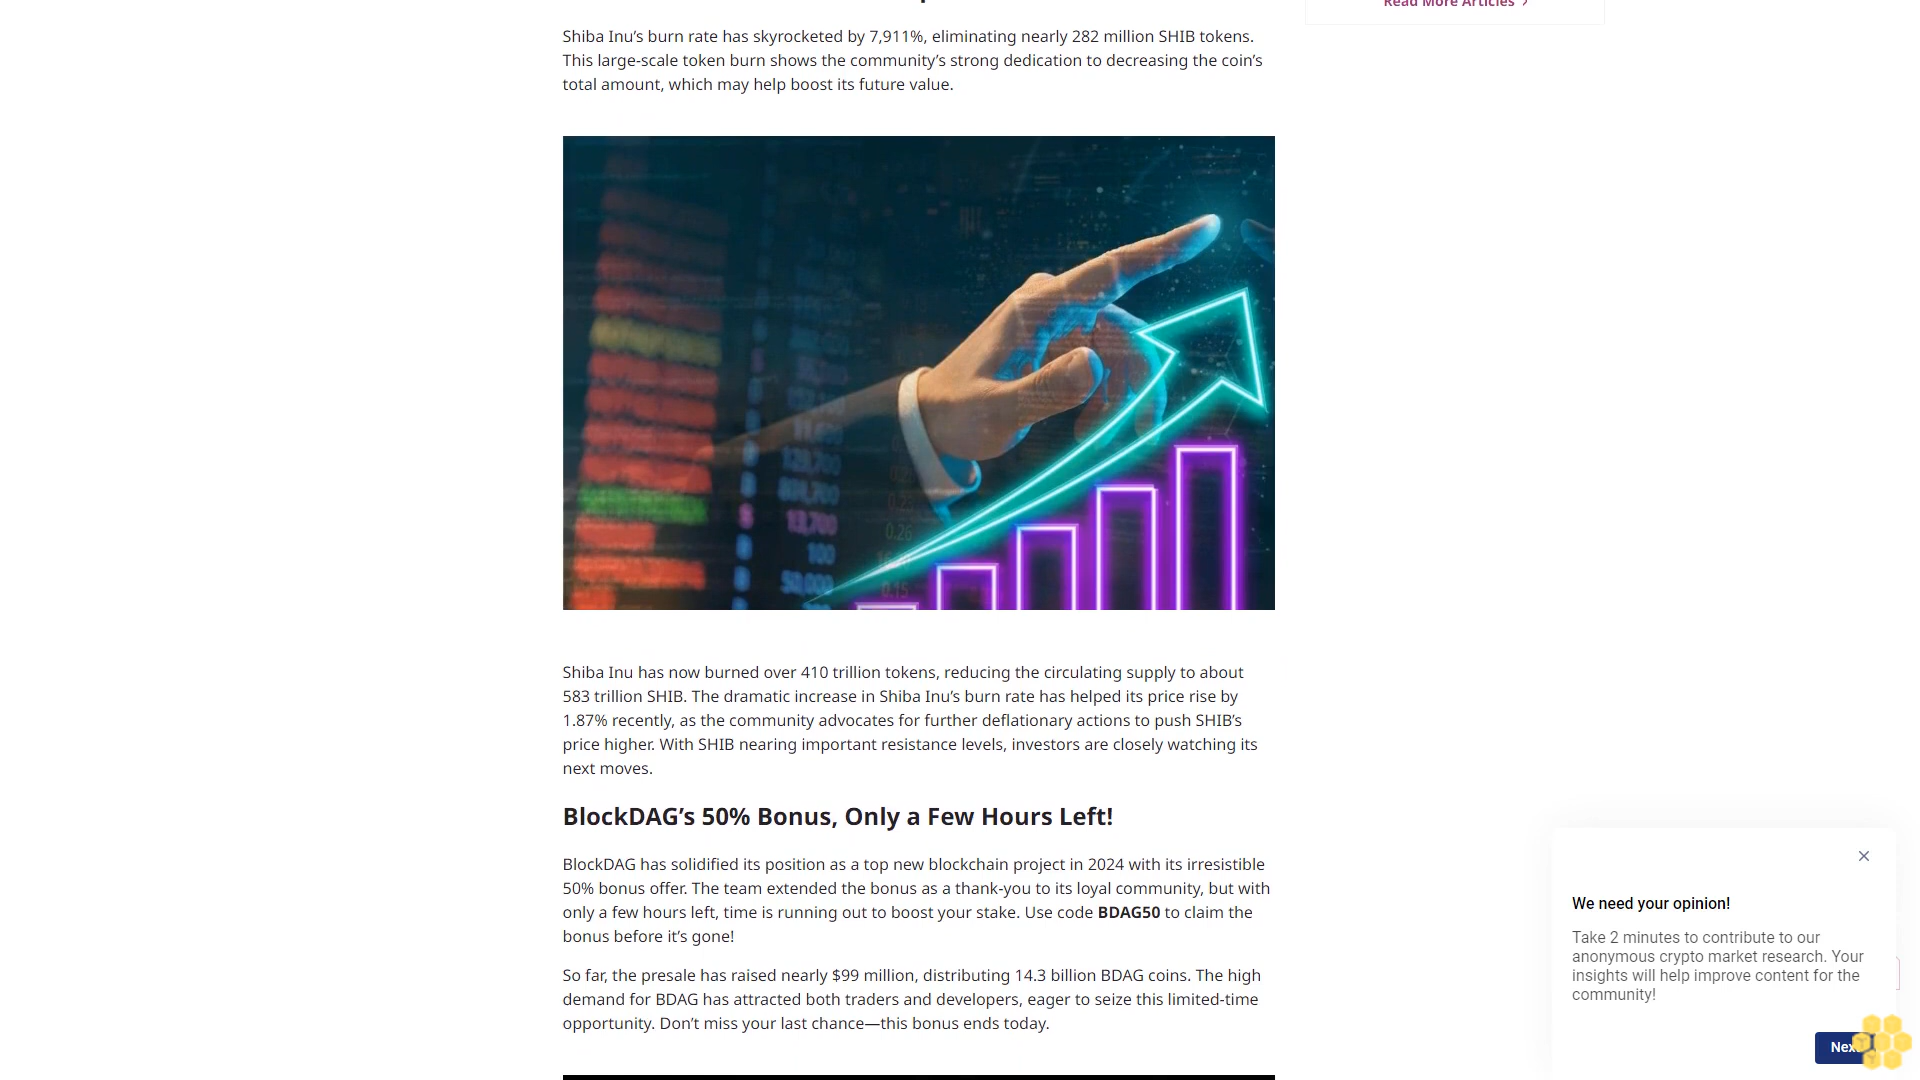 Read More Articles
Shiba Inu’s burn rate has skyrocketed by 7,911%, eliminating nearly 282 million SHIB tokens.
This large-scale token burn shows the community’s strong dedication to decreasing the coin’s
total amount, which may help boost its future value.
13,700
100
50,000
0.26
0.15
Shiba Inu has now burned over 410 trillion tokens, reducing the circulating supply to about
583 trillion SHIB. The dramatic increase in Shiba Inu’s burn rate has helped its price rise by
1.87% recently, as the community advocates for further deflationary actions to push SHIB’s
price higher. With SHIB nearing important resistance levels, investors are closely watching its
next moves.
BlockDAG’s 50% Bonus, Only a Few Hours Left!
BlockDAG has solidified its position as a top new blockchain project in 2024 with its irresistible
50% bonus offer. The team extended the bonus as a thank-you to its loyal community, but with
only a few hours left, time is running out to boost your stake. Use code BDAG50 to claim the
bonus before it’s gone!
So far, the presale has raised nearly $99 million, distributing 14.3 billion BDAG coins. The high
demand for BDAG has attracted both traders and developers, eager to seize this limited-time
opportunity. Don’t miss your last chance—this bonus ends today.
We need your opinion!
Take 2 minutes to contribute to our
anonymous crypto market research. Your
insights will help improve content for the
community!